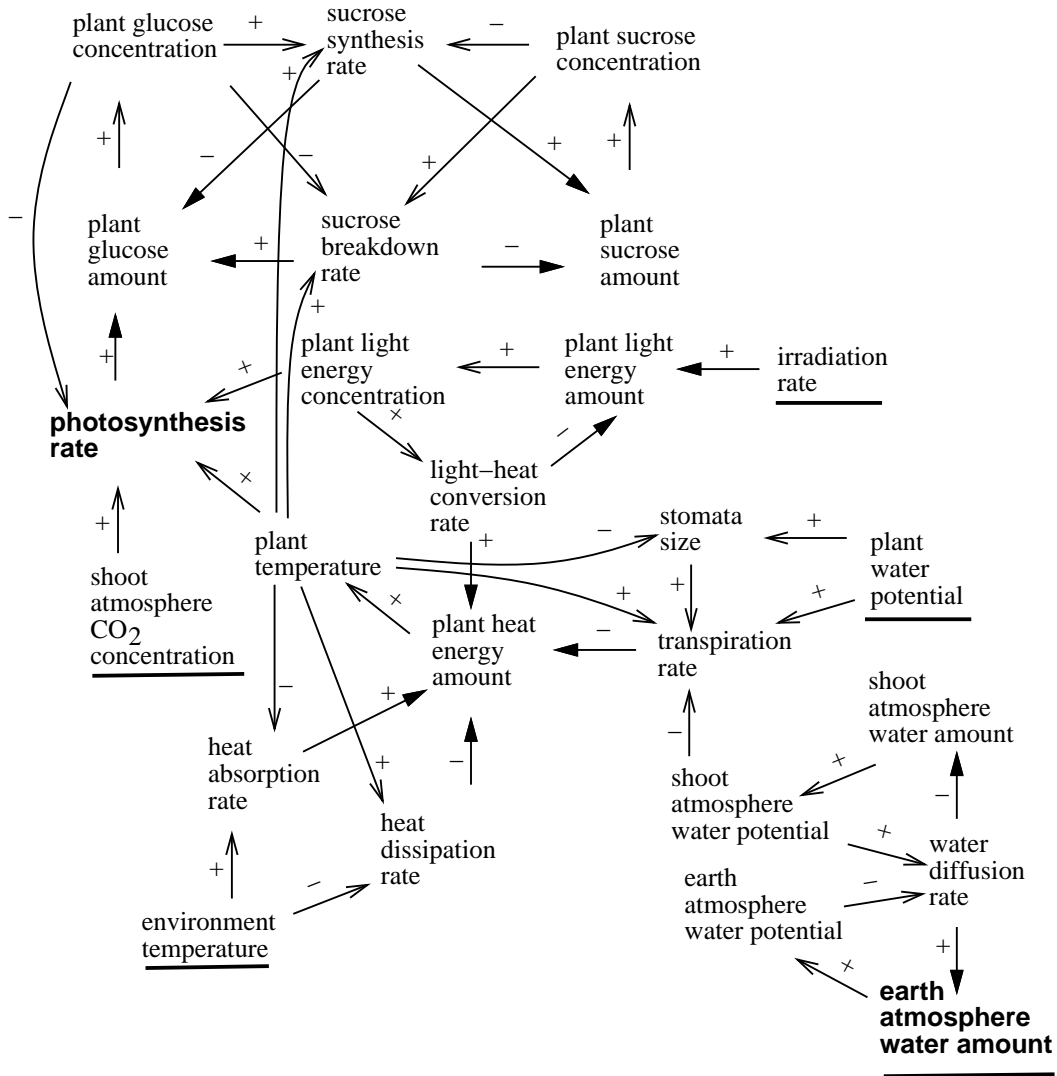 plant glucose
concentration
+
sucrose
synthesis
rate
−
plant sucrose
concentration
+
−
+
−
−
+
+
+
+
plant
glucose
amount
sucrose
breakdown
rate
plant
sucrose
amount
+
−
+
+
plant light
energy
concentration
+
plant light
energy
amount
+
irradiation
rate
+
+
−
photosynthesis
rate
light−heat
conversion
rate
+
+
plant
temperature
+
−
stomata
size
+
plant
water
potential
shoot
atmosphere
CO2
concentration
+
+
+
+
plant heat
energy
amount
−
transpiration
rate
−
+
−
shoot
atmosphere
water amount
heat
absorption
rate
+
−
shoot
atmosphere
water potential
+
−
+
heat
dissipation
rate
+
water
diffusion
rate
−
−
earth
atmosphere
water potential
environment
temperature
+
+
earth
atmosphere
water amount